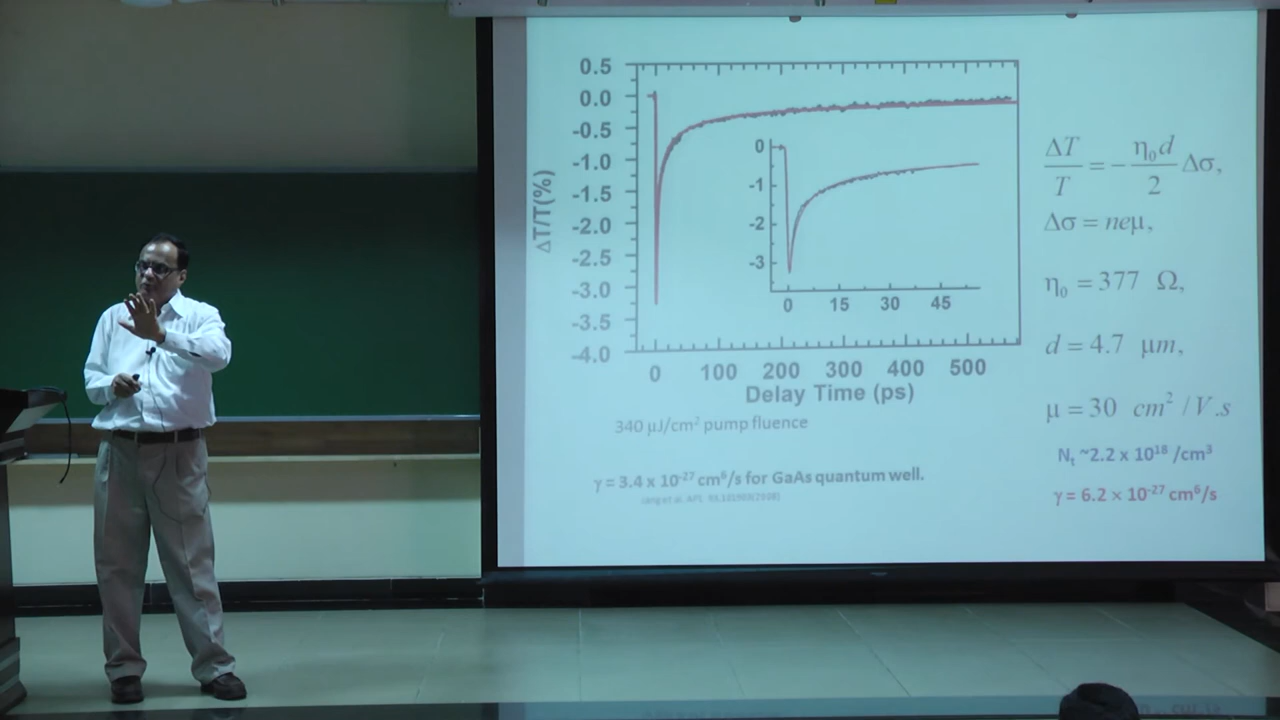 0.5
0.0
-0.5
-1.0
-1.5
-2.0
-2.5
-3.0
-3.5
-4.0
ΔT/T(%)
0
-1
-2
-3
0 15 30 45
0 100 200 300 400 500
Delay Time (ps)
340 μJ/cm² pump fluence
γ = 3.4 x 10⁻²⁷ cm⁶/s for GaAs quantum well.
ΔT/T = - η₀d/2 Δσ,
Δσ = neμ,
η₀ = 377 Ω,
d = 4.7 μm,
μ = 30 cm² / V.s
Nₜ ~2.2 x 10¹⁸ /cm³
γ = 6.2 × 10⁻²⁷ cm⁶/s